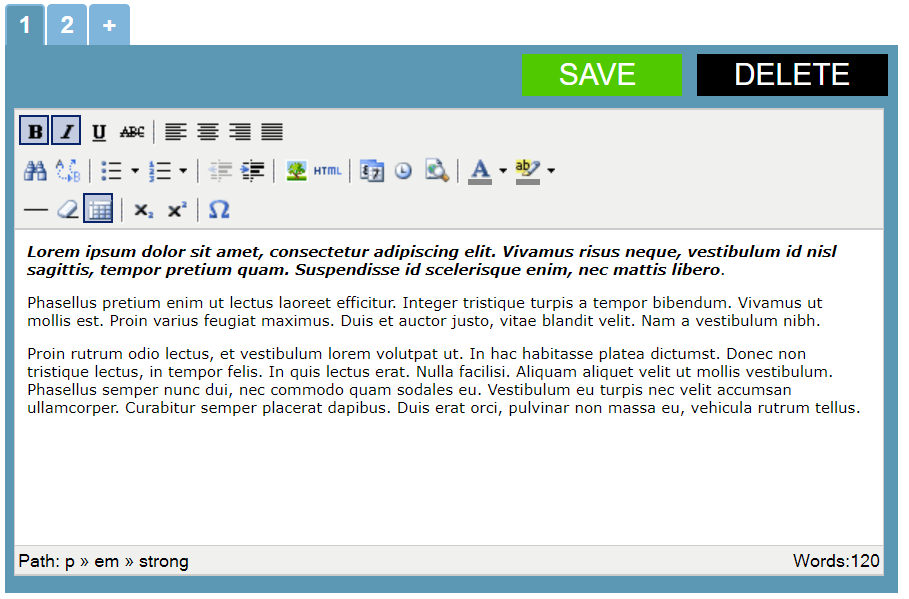 1 2 +
SAVE DELETE
B I U ABC
HTML
A ab
x₂ x² Ω
Lorem ipsum dolor sit amet, consectetur adipiscing elit. Vivamus risus neque, vestibulum id nisl
sagittis, tempor pretium quam. Suspendisse id scelerisque enim, nec mattis libero.
Phasellus pretium enim ut lectus laoreet efficitur. Integer tristique turpis a tempor bibendum. Vivamus ut
mollis est. Proin varius feugiat maximus. Duis et auctor justo, vitae blandit velit. Nam a vestibulum nibh.
Proin rutrum odio lectus, et vestibulum lorem volutpat ut. In hac habitasse platea dictumst. Donec non
tristique lectus, in tempor felis. In quis lectus erat. Nulla facilisi. Aliquam aliquet velit ut mollis vestibulum.
Phasellus semper nunc dui, nec commodo quam sodales eu. Vestibulum eu turpis nec velit accumsan
ullamcorper. Curabitur semper placerat dapibus. Duis erat orci, pulvinar non massa eu, vehicula rutrum tellus.
Path: p » em » strong Words:120